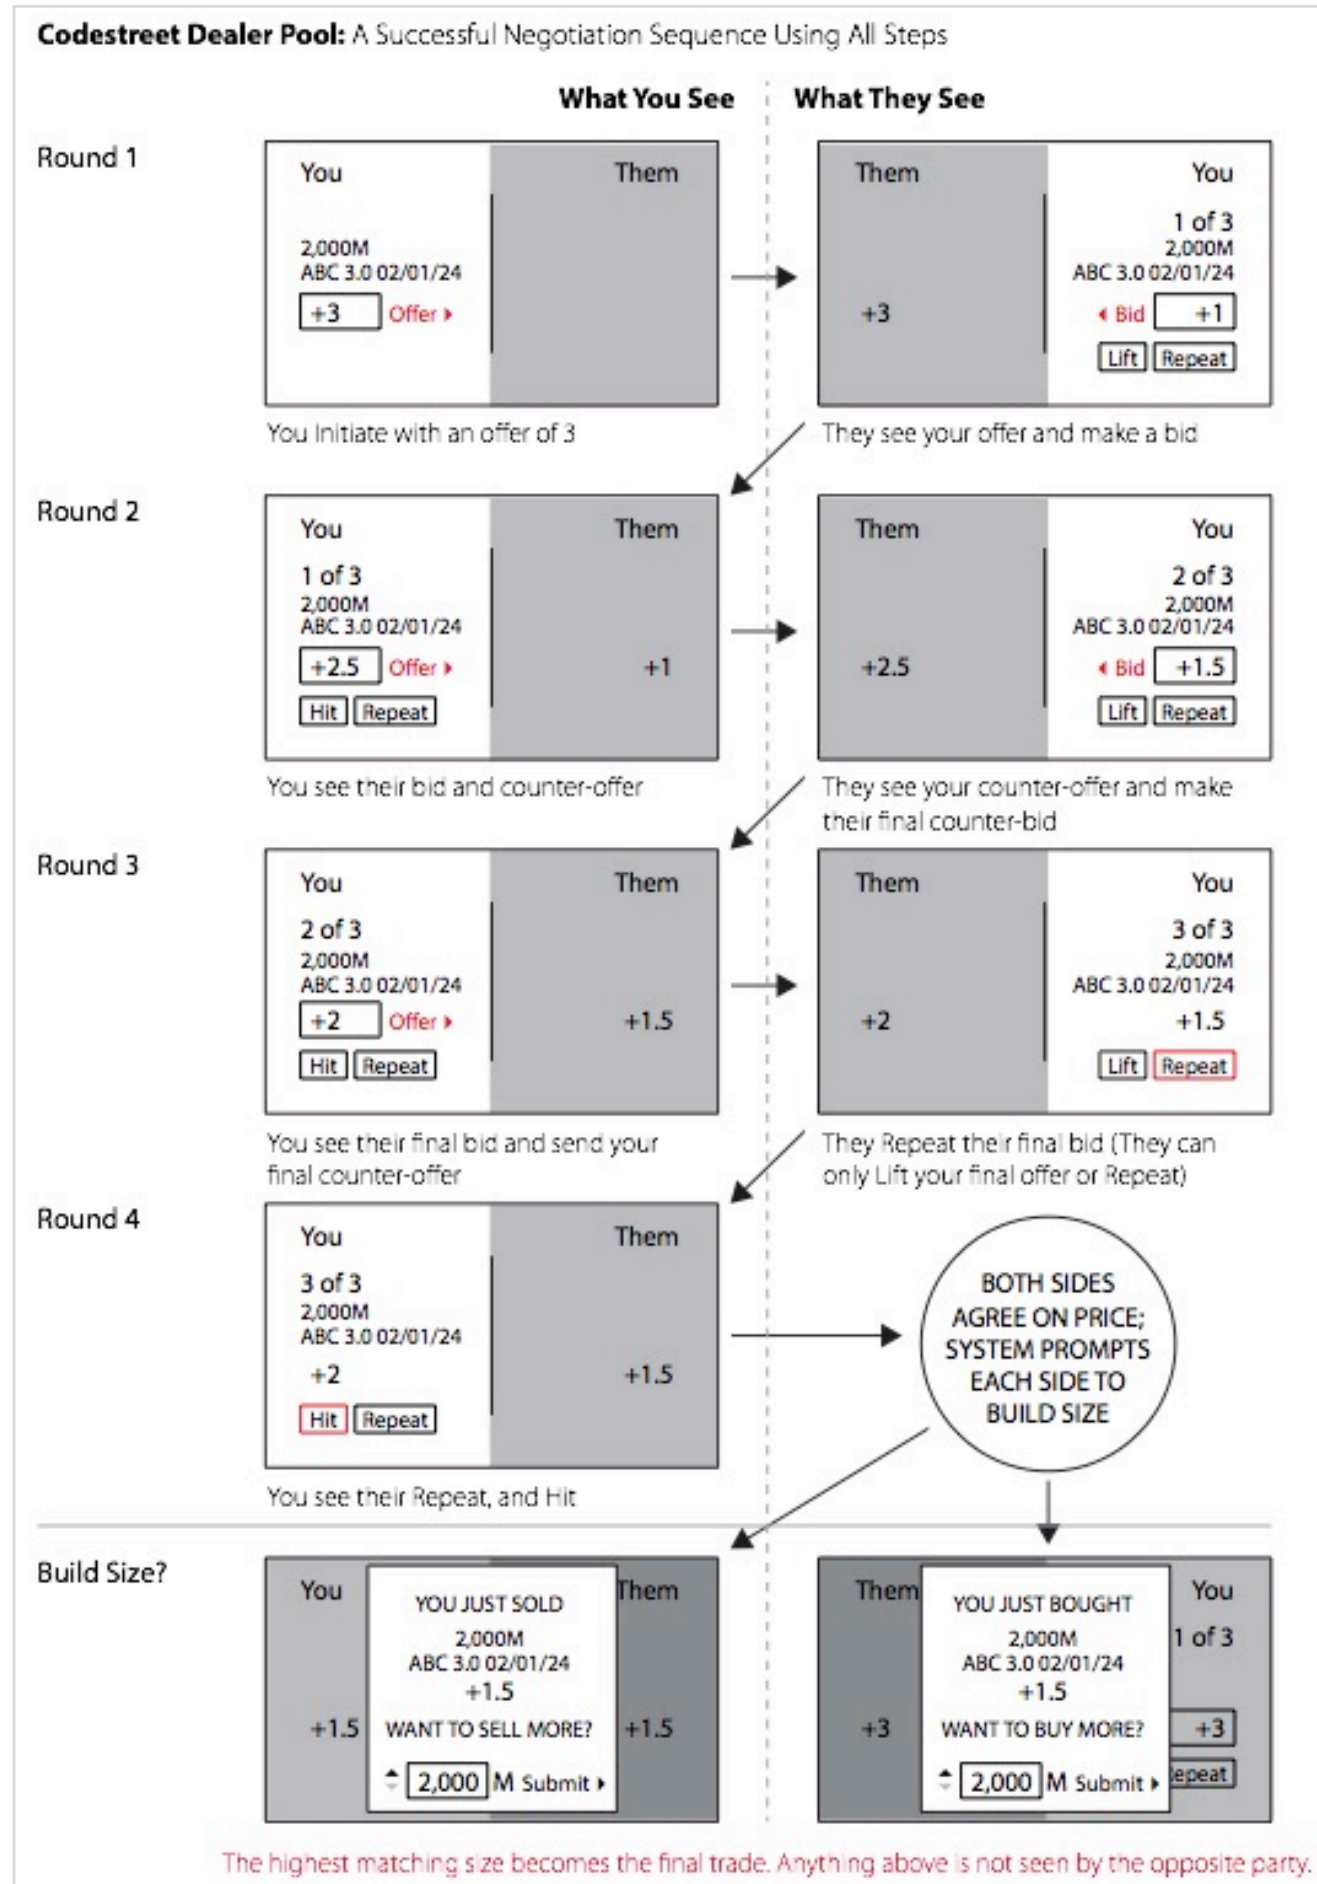 Codestreet Dealer Pool: A Successful Negotiation Sequence Using All Steps
What You See
What They See
Round 1
You
Them
2,000M
ABC 3.0 02/01/24
+3 Offer
You Initiate with an offer of 3
Them
You
1 of 3
2,000M
ABC 3.0 02/01/24
+3
Bid +1
Lift Repeat
They see your offer and make a bid
Round 2
You
Them
1 of 3
2,000M
ABC 3.0 02/01/24
+2.5 Offer
+1
Hit Repeat
You see their bid and counter-offer
Them
You
2 of 3
2,000M
ABC 3.0 02/01/24
+2.5
Bid +1.5
Lift Repeat
They see your counter-offer and make
their final counter-bid
Round 3
You
Them
2 of 3
2,000M
ABC 3.0 02/01/24
+2 Offer
+1.5
Hit Repeat
You see their final bid and send your
final counter-offer
Them
You
3 of 3
2,000M
ABC 3.0 02/01/24
+2
+1.5
Lift Repeat
They Repeat their final bid (They can
only Lift your final offer or Repeat)
Round 4
You
Them
3 of 3
2,000M
ABC 3.0 02/01/24
+2
+1.5
Hit Repeat
You see their Repeat, and Hit
BOTH SIDES
AGREE ON PRICE;
SYSTEM PROMPTS
EACH SIDE TO
BUILD SIZE
Build Size?
You
Them
YOU JUST SOLD
2,000M
ABC 3.0 02/01/24
+1.5
+1.5
WANT TO SELL MORE?
+1.5
2,000 M Submit
Them
You
YOU JUST BOUGHT
2,000M
1 of 3
ABC 3.0 02/01/24
+1.5
+3
WANT TO BUY MORE?
+3
2,000 M Submit
epeat
The highest matching size becomes the final trade. Anything above is not seen by the opposite party.